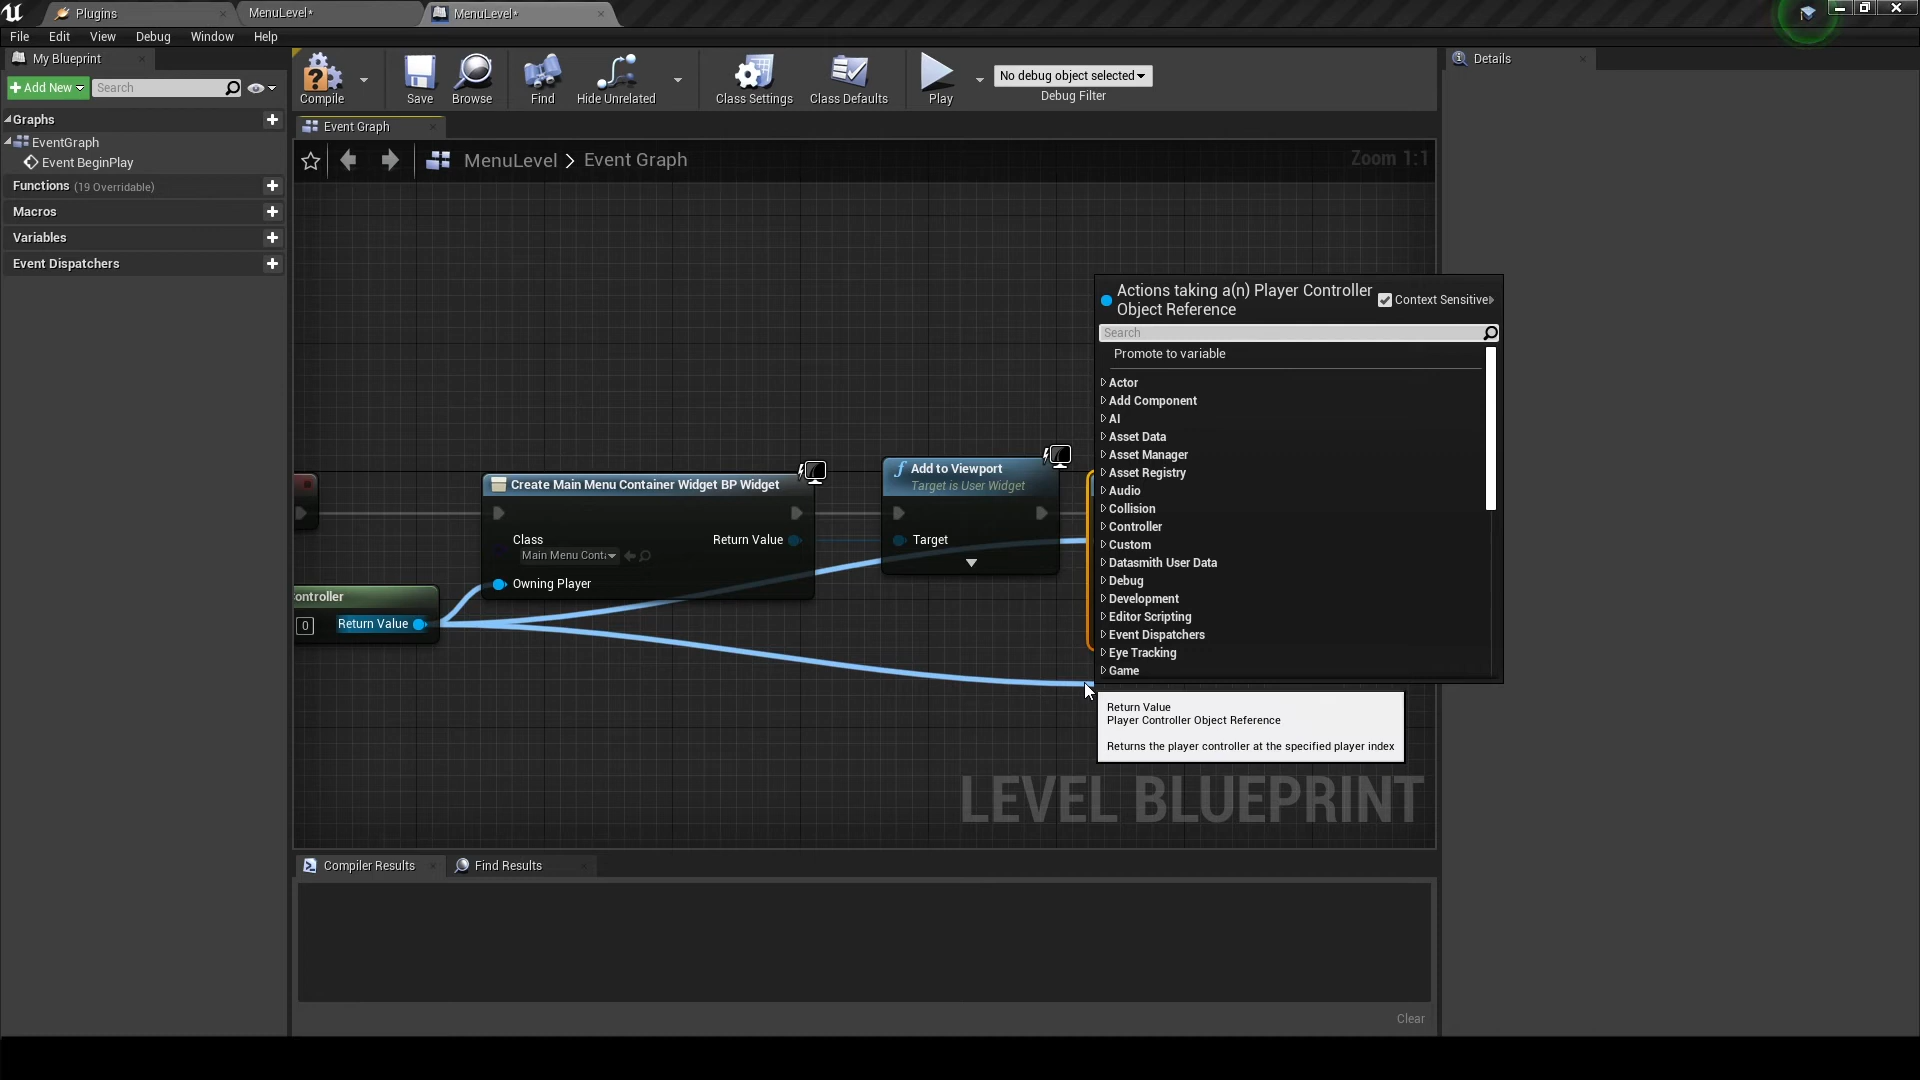 Plugins
MenuLevel*
MenuLevel*
File
Edit
View
Debug
Window
Help
My Blueprint
Details
Add New
Search
Compile
Save
Browse
Find
Hide Unrelated
Class Settings
Class Defaults
Play
No debug object selected
Debug Filter
Graphs
EventGraph
Event BeginPlay
Functions (19 Overridable)
Macros
Variables
Event Dispatchers
Event Graph
MenuLevel > Event Graph
Zoom 1:1
Create Main Menu Container Widget BP Widget
Class
Return Value
Owning Player
Add to Viewport
Target is User Widget
Target
0
Return Value
Actions taking a(n) Player Controller
Object Reference
Context Sensitive
Search
Promote to variable
Actor
Add Component
AI
Asset Data
Asset Manager
Asset Registry
Audio
Collision
Controller
Custom
Datasmith User Data
Debug
Development
Editor Scripting
Event Dispatchers
Eye Tracking
Game
Return Value
Player Controller Object Reference
Returns the player controller at the specified player index
LEVEL BLUEPRINT
Compiler Results
Find Results
Clear